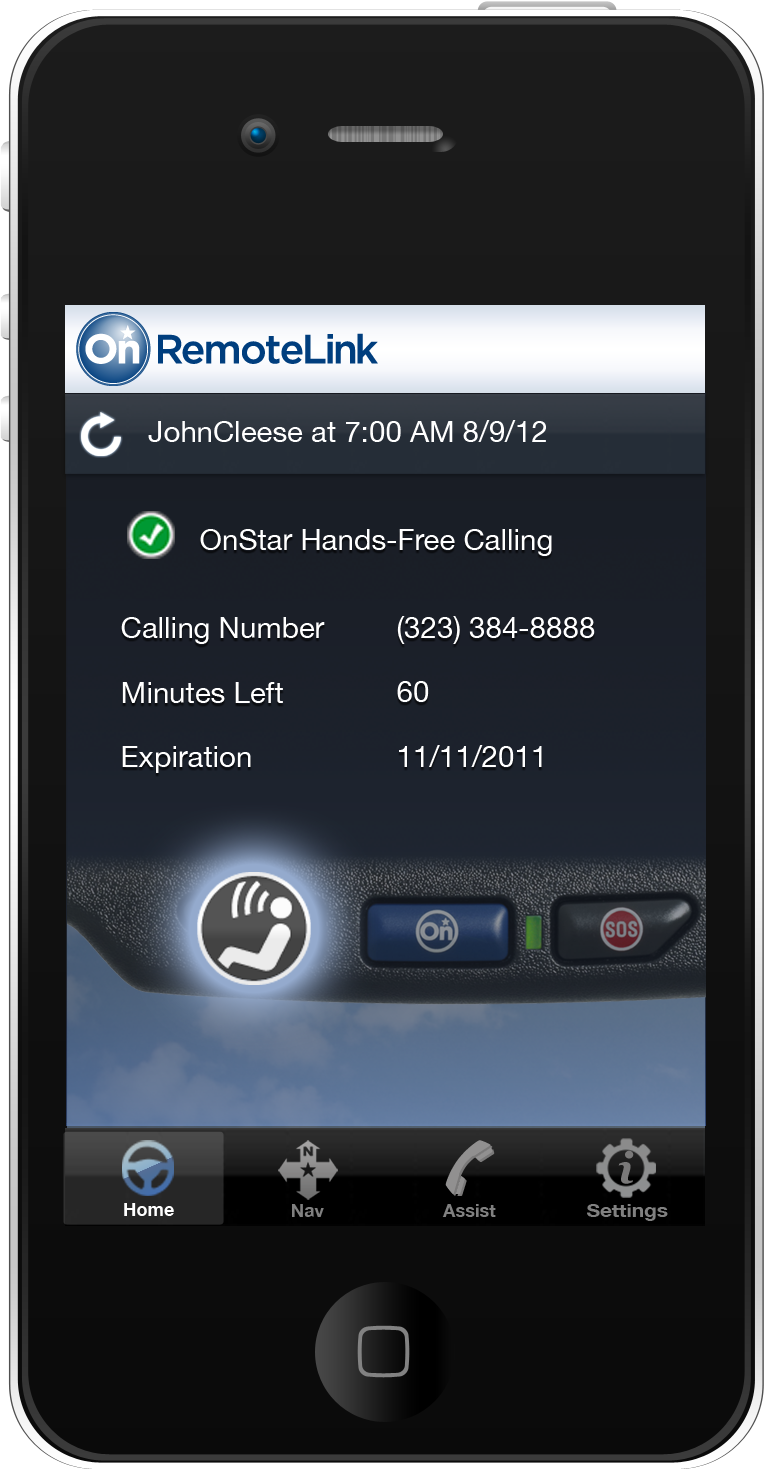 On RemoteLink
JohnCleese at 7:00 AM 8/9/12
OnStar Hands-Free Calling
Calling Number (323) 384-8888
Minutes Left 60
Expiration 11/11/2011
On SOS
N i
Home Nav Assist Settings